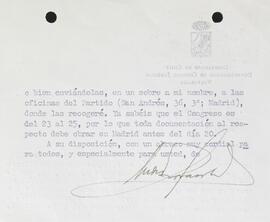 o bien enviándolas, en un sobre a mi nombre, a las
oficinas del Partido (San Andrés, 36, 3º; Madrid),
donde las recogeré. Ya sabéis que el Congreso es
del 23 al 25, por lo que toda documentación al res-
pecto debe obrar en Madrid antes del día 20.
A su disposición, con un abrazo muy cordial pa
ra todos, y especialmente para usted, de